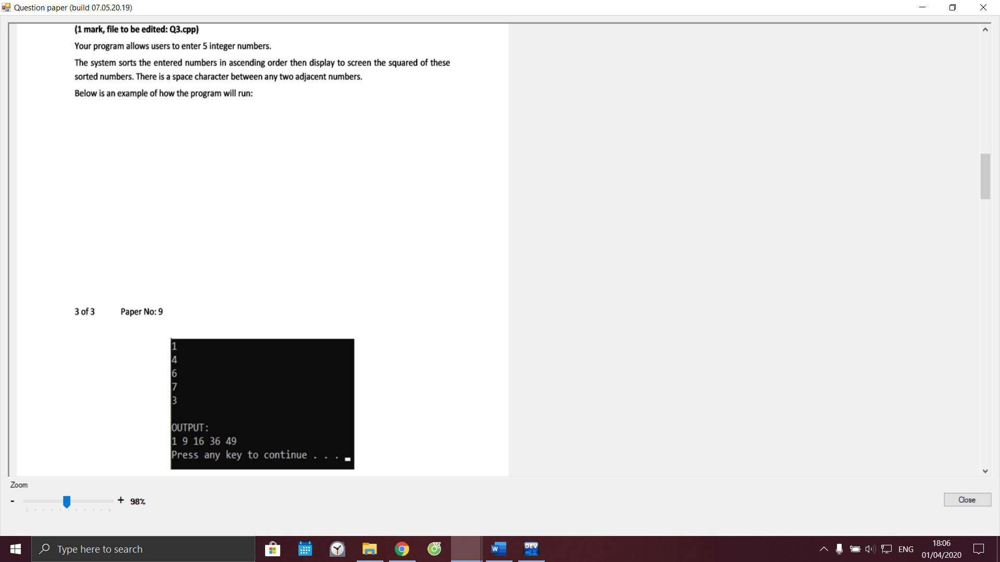 Question paper (build 07.05.20.19)
(1 mark, file to be edited: Q3.cpp)
Your program allows users to enter 5 integer numbers.
The system sorts the entered numbers in ascending order then display to screen the squared of these
sorted numbers. There is a space character between any two adjacent numbers.
Below is an example of how the program will run:
3 of 3 Paper No: 9
1
4
6
7
3
OUTPUT:
1 9 16 36 49
Press any key to continue . . .
Zoom
- + 98%
Close
Type here to search
W
DEV
C++
ENG
18:06
01/04/2020